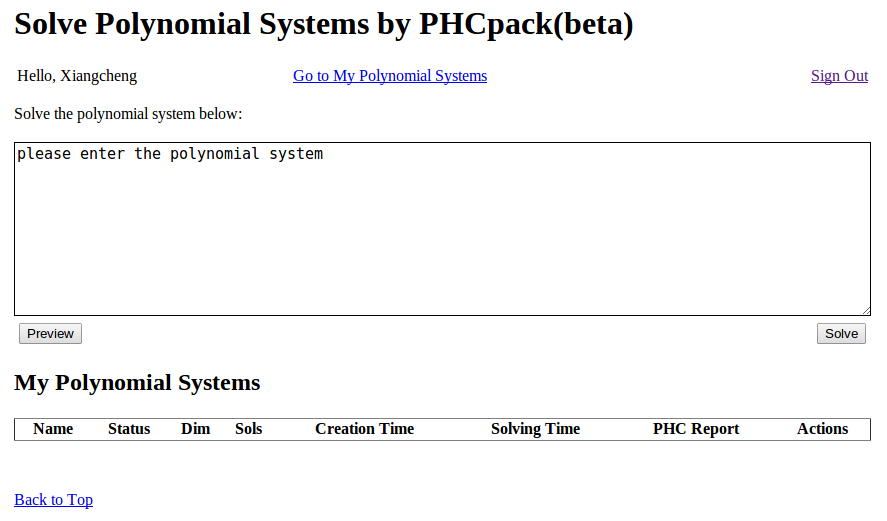 Solve Polynomial Systems by PHCpack(beta)
Hello, Xiangcheng Go to My Polynomial Systems Sign Out
Solve the polynomial system below:
please enter the polynomial system
Preview Solve
My Polynomial Systems
Name Status Dim Sols Creation Time Solving Time PHC Report Actions
Back to Top